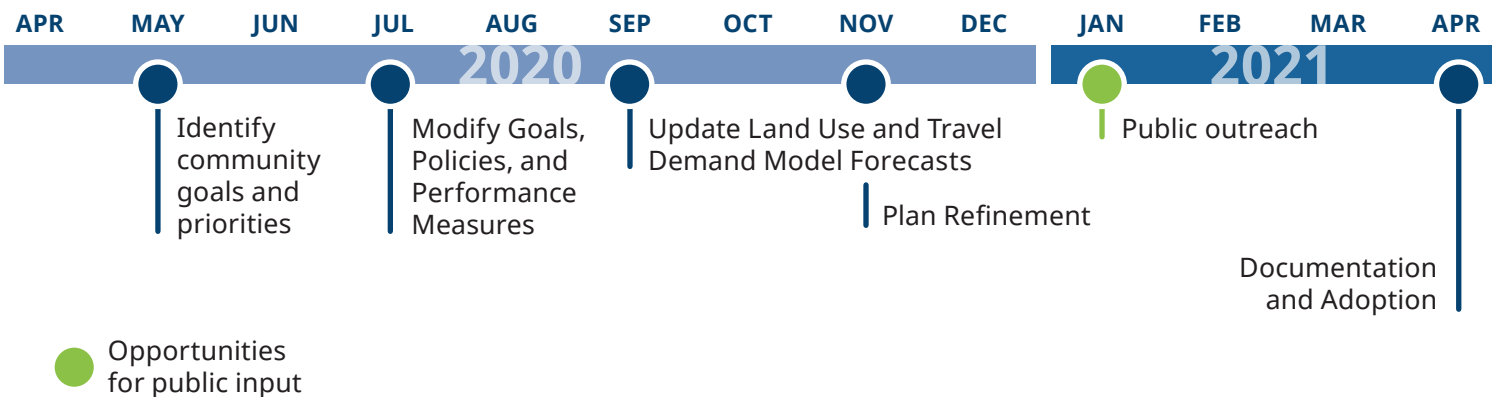 APR MAY JUN JUL AUG SEP OCT NOV DEC JAN FEB MAR APR
2020 2021
Identify
community
goals and
priorities
Modify Goals,
Policies, and
Performance
Measures
Update Land Use and Travel
Demand Model Forecasts
Plan Refinement
Public outreach
Documentation
and Adoption
Opportunities
for public input